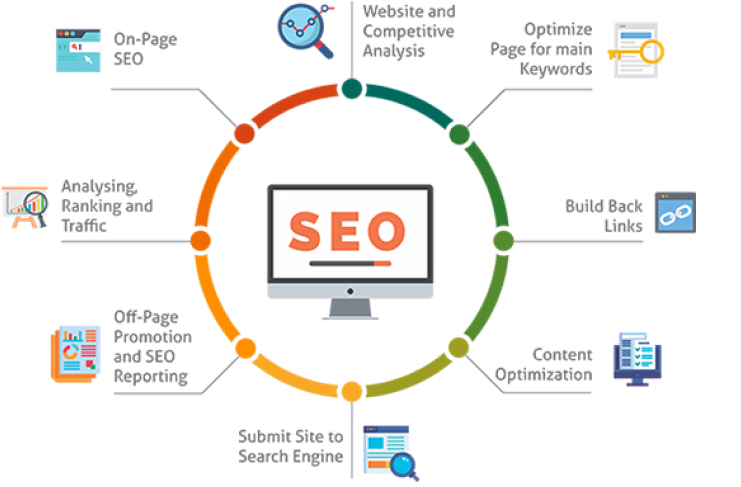 Website and
Competitive
Analysis
Optimize
Page for main
Keywords
Build Back
Links
Content
Optimization
Submit Site to
Search Engine
Off-Page
Promotion
and SEO
Reporting
Analysing,
Ranking and
Traffic
On-Page
SEO
SEO